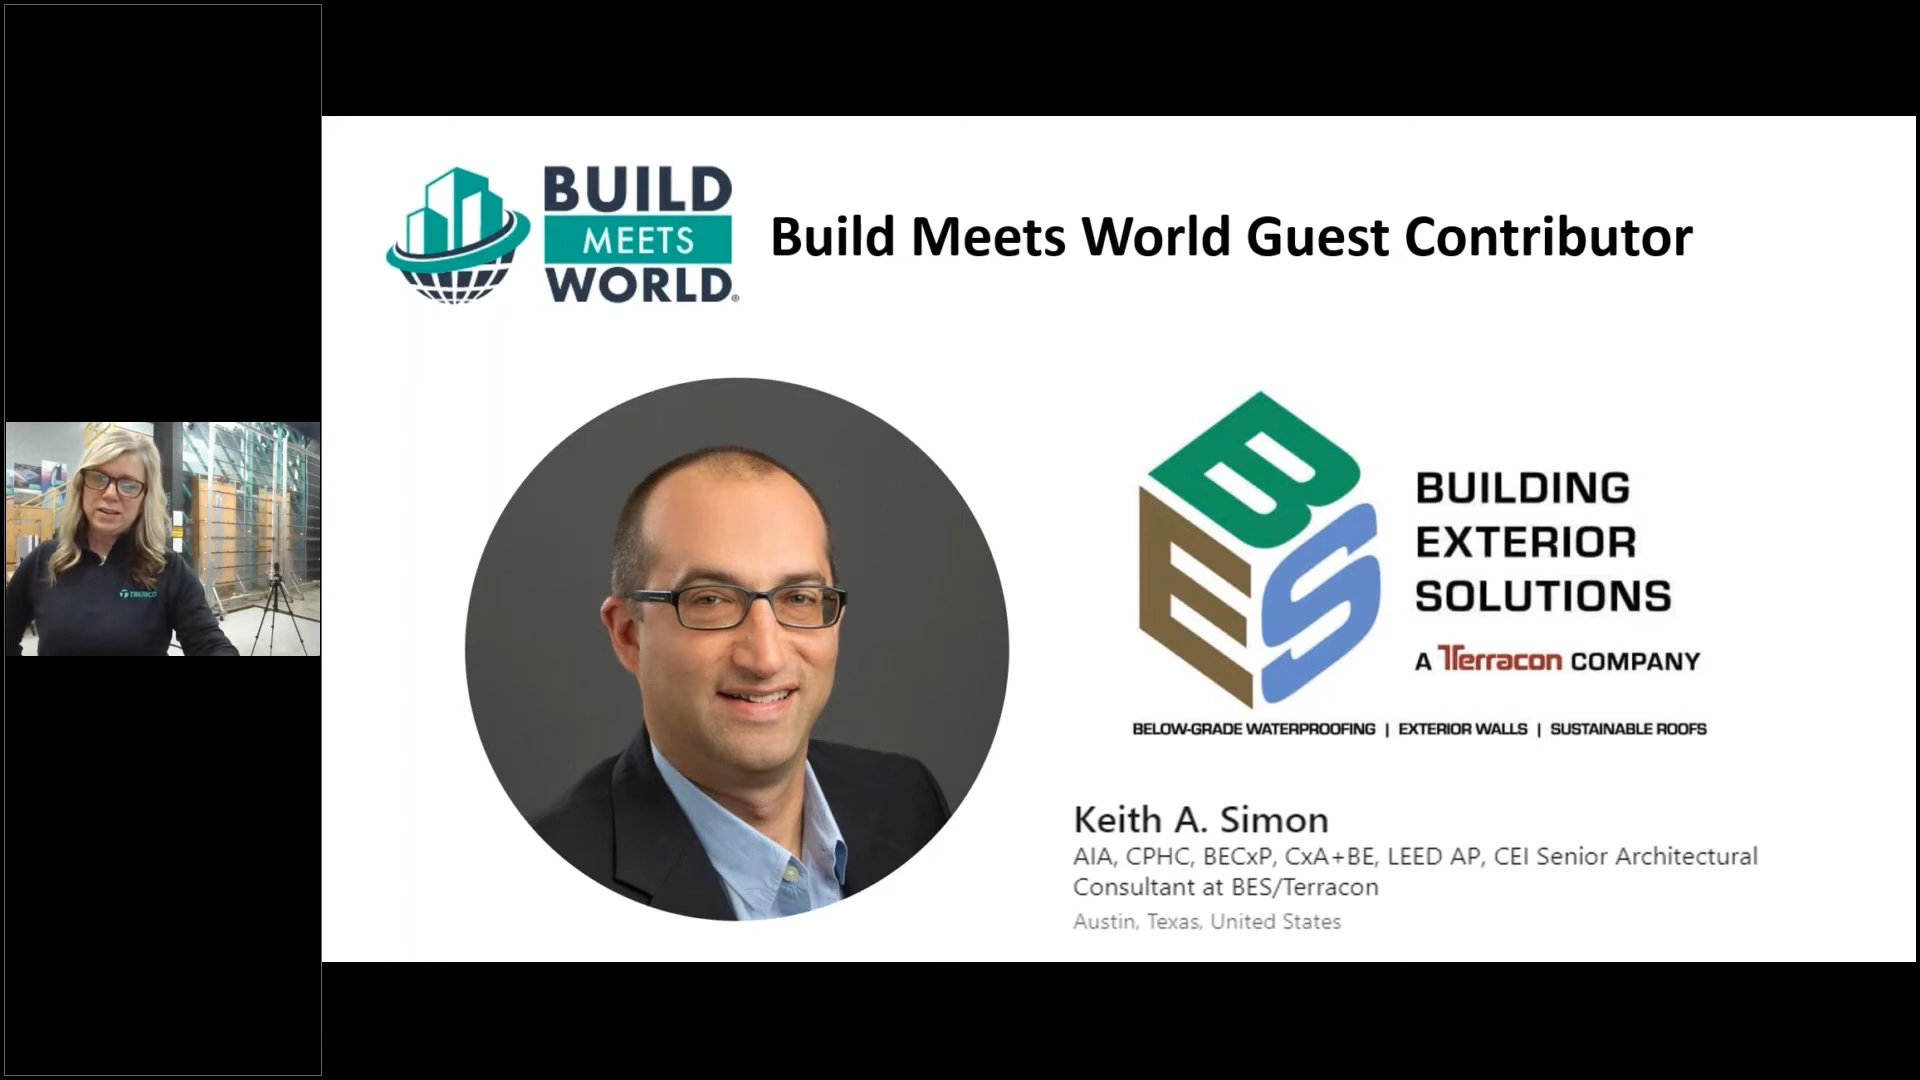 BUILD
MEETS
WORLD®
Build Meets World Guest Contributor
TREMCO
BES
BUILDING
EXTERIOR
SOLUTIONS
A Terracon COMPANY
BELOW-GRADE WATERPROOFING | EXTERIOR WALLS | SUSTAINABLE ROOFS
Keith A. Simon
AIA, CPHC, BECxP, CxA+BE, LEED AP, CEI Senior Architectural
Consultant at BES/Terracon
Austin, Texas, United States